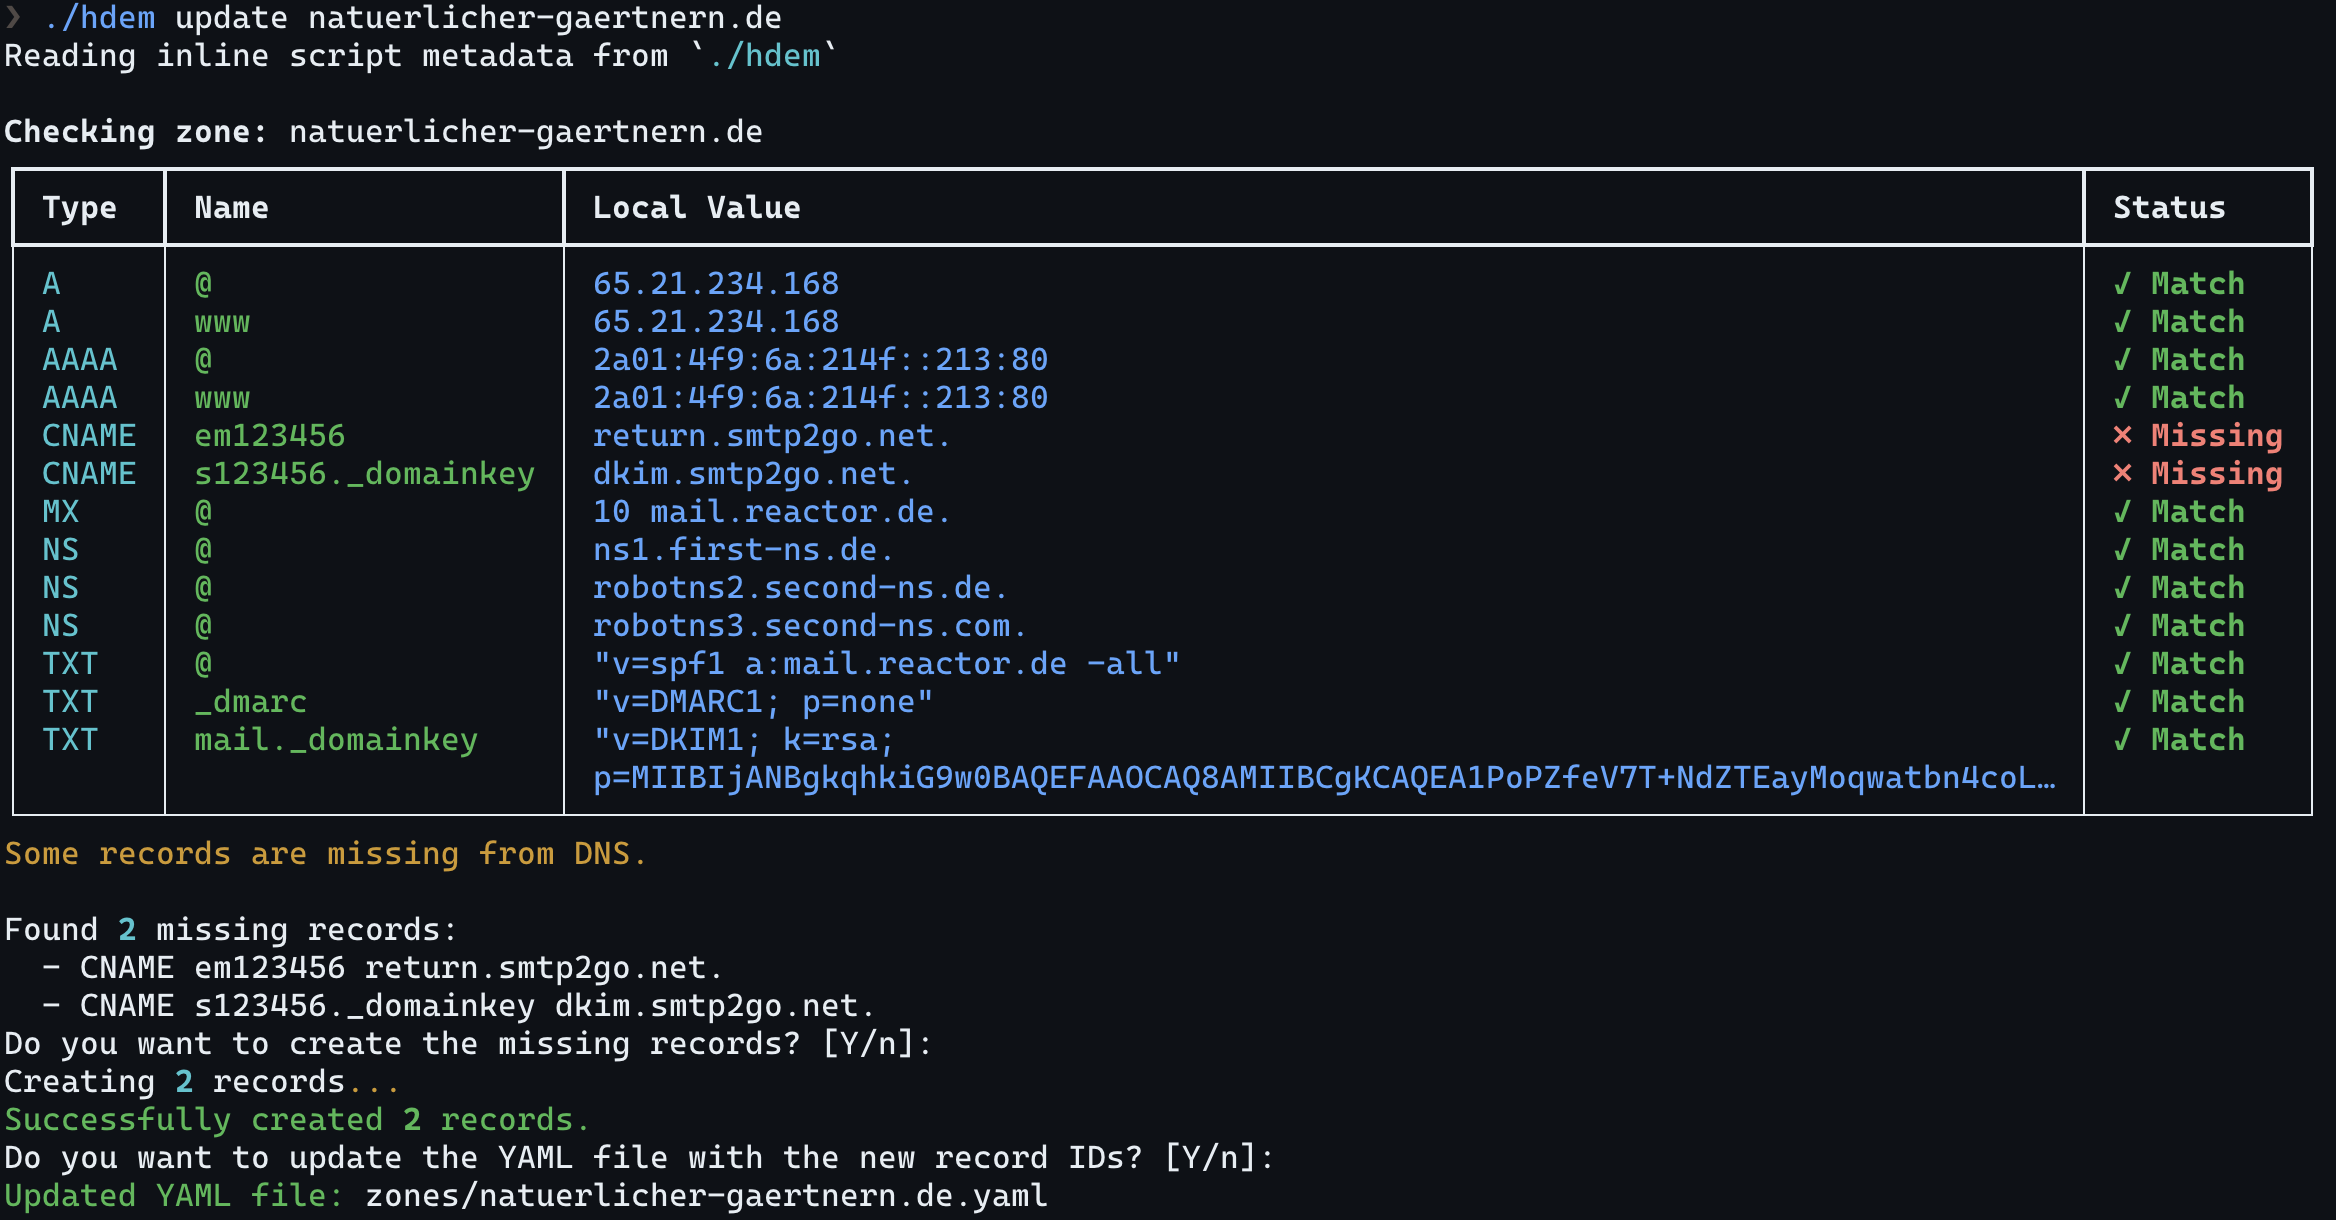 ❯ ./hdem update natuerlicher-gaertnern.de
Reading inline script metadata from `./hdem`
Checking zone: natuerlicher-gaertnern.de
Type Name Local Value Status
A @ 65.21.234.168 ✓ Match
A www 65.21.234.168 ✓ Match
AAAA @ 2a01:4f9:6a:214f::213:80 ✓ Match
AAAA www 2a01:4f9:6a:214f::213:80 ✓ Match
CNAME em123456 return.smtp2go.net. ✕ Missing
CNAME s123456._domainkey dkim.smtp2go.net. ✕ Missing
MX @ 10 mail.reactor.de. ✓ Match
NS @ ns1.first-ns.de. ✓ Match
NS @ robotns2.second-ns.de. ✓ Match
NS @ robotns3.second-ns.com. ✓ Match
TXT @ "v=spf1 a:mail.reactor.de -all" ✓ Match
TXT _dmarc "v=DMARC1; p=none" ✓ Match
TXT mail._domainkey "v=DKIM1; k=rsa; ✓ Match
p=MIIBIjANBgkqhkiG9w0BAQEFAAOCAQ8AMIIBCgKCAQEA1PoPZfeV7T+NdZTEayMoqwatbn4coL…
Some records are missing from DNS.
Found 2 missing records:
- CNAME em123456 return.smtp2go.net.
- CNAME s123456._domainkey dkim.smtp2go.net.
Do you want to create the missing records? [Y/n]:
Creating 2 records...
Successfully created 2 records.
Do you want to update the YAML file with the new record IDs? [Y/n]:
Updated YAML file: zones/natuerlicher-gaertnern.de.yaml